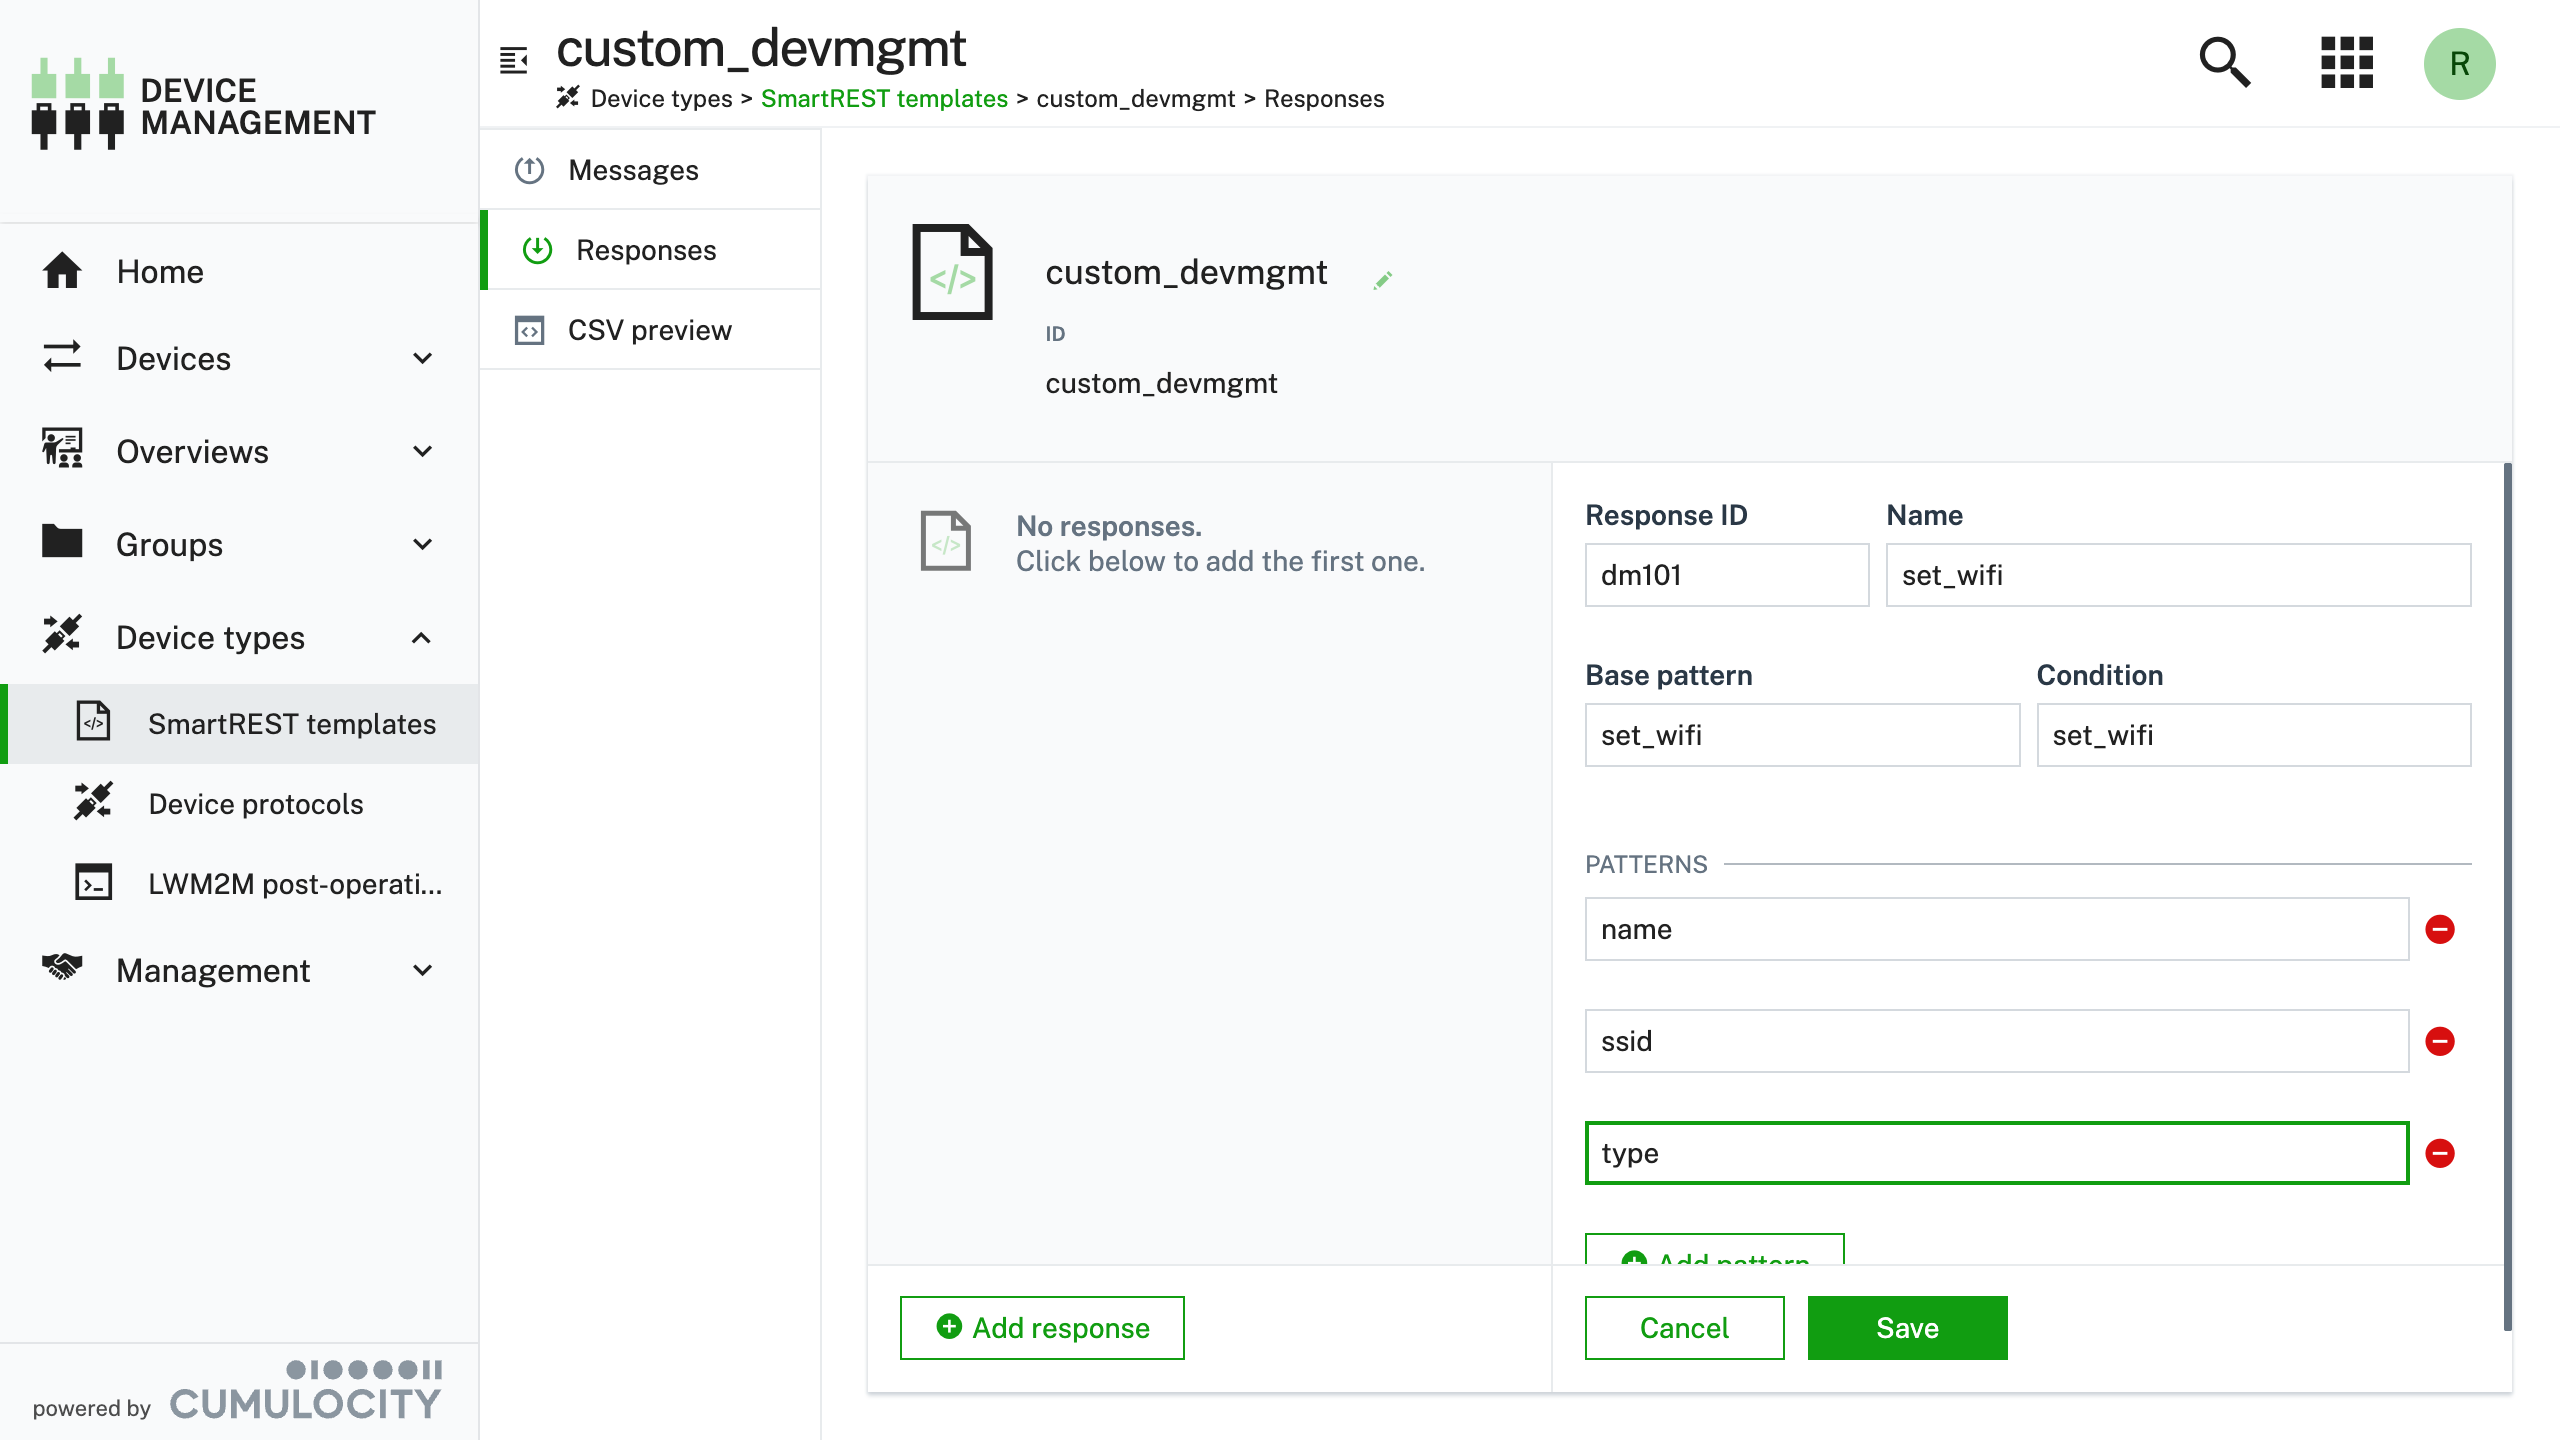 DEVICE
MANAGEMENT
Home
Devices
Overviews
Groups
Device types
SmartREST templates
Device protocols
LWM2M post-operati...
Management
powered by CUMULOCITY
custom_devmgmt
Device types > SmartREST templates > custom_devmgmt > Responses
R
Messages
Responses
CSV preview
custom_devmgmt
ID
custom_devmgmt
No responses.
Click below to add the first one.
Add response
Response ID Name
dm101 set_wifi
Base pattern Condition
set_wifi set_wifi
PATTERNS
name
ssid
type
Add pattern
Cancel Save